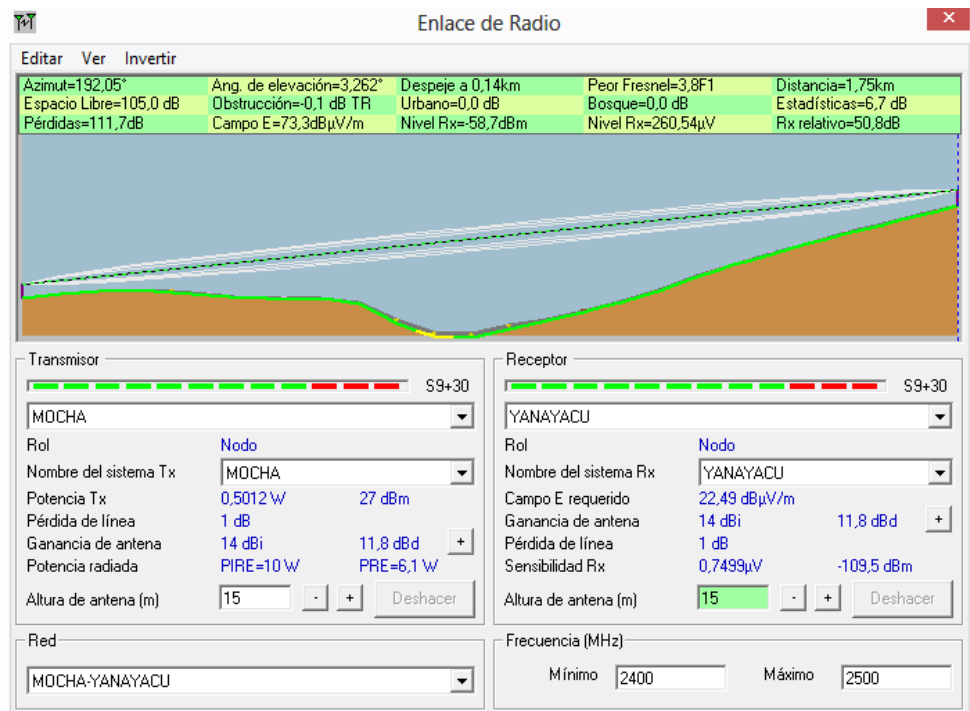 Enlace de Radio
Editar Ver Invertir
Azimut=192,05° Ang. de elevación=3,262° Despeje a 0,14km Peor Fresnel=3,8F1 Distancia=1,75km
Espacio Libre=105,0 dB Obstrucción=-0,1 dB TR Urbano=0,0 dB Bosque=0,0 dB Estadísticas=6,7 dB
Pérdidas=111,7dB Campo E=73,3dBµV/m Nivel Rx=-58,7dBm Nivel Rx=260,54µV Rx relativo=50,8dB
Transmisor
S9+30
MOCHA
Rol Nodo
Nombre del sistema Tx MOCHA
Potencia Tx 0,5012 W 27 dBm
Pérdida de línea 1 dB
Ganancia de antena 14 dBi 11,8 dBd +
Potencia radiada PIRE=10 W PRE=6,1 W
Altura de antena (m) 15 - + Deshacer
Receptor
S9+30
YANAYACU
Rol Nodo
Nombre del sistema Rx YANAYACU
Campo E requerido 22,49 dBµV/m
Ganancia de antena 14 dBi 11,8 dBd +
Pérdida de línea 1 dB
Sensibilidad Rx 0,7499µV -109,5 dBm
Altura de antena (m) 15 - + Deshacer
Red
MOCHA-YANAYACU
Frecuencia (MHz)
Mínimo 2400 Máximo 2500